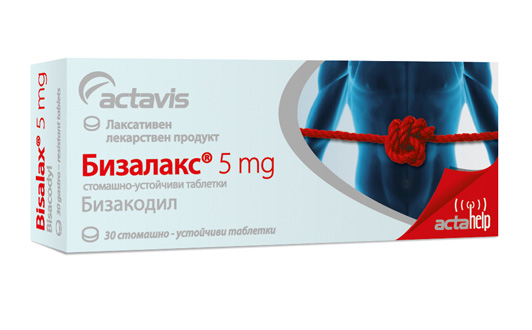 actavis
Лаксативен
лекарствен продукт
Бизалакс® 5 mg
стомашно-устойчиви таблетки
Бизакодил
30 стомашно - устойчиви таблетки
actahelp
Bisalax® 5 mg
Bisacodyl
30 gastro - resistant tablets